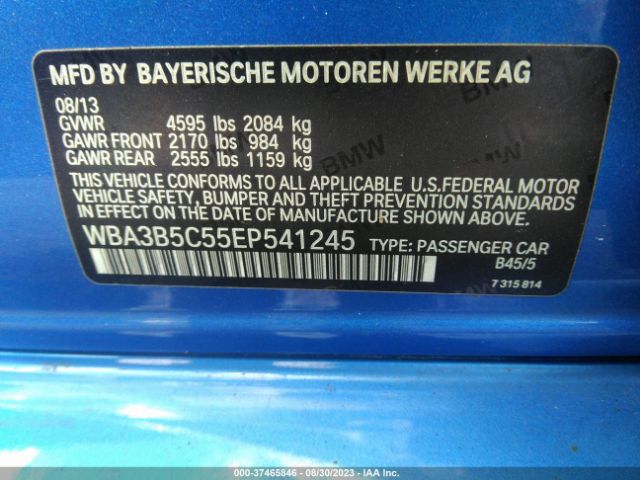 MFD BY BAYERISCHE MOTOREN WERKE AG
08/13
GVWR 4595 lbs 2084 kg
GAWR FRONT 2170 lbs 984 kg
GAWR REAR 2555 lbs 1159 kg
THIS VEHICLE CONFORMS TO ALL APPLICABLE U.S.FEDERAL MOTOR
VEHICLE SAFETY, BUMPER AND THEFT PREVENTION STANDARDS
IN EFFECT ON THE DATE OF MANUFACTURE SHOWN ABOVE.
WBA3B5C55EP541245 TYPE: PASSENGER CAR
B45/5
7 315 814
BMW
000-37465846 - 08/30/2023 - IAA Inc.